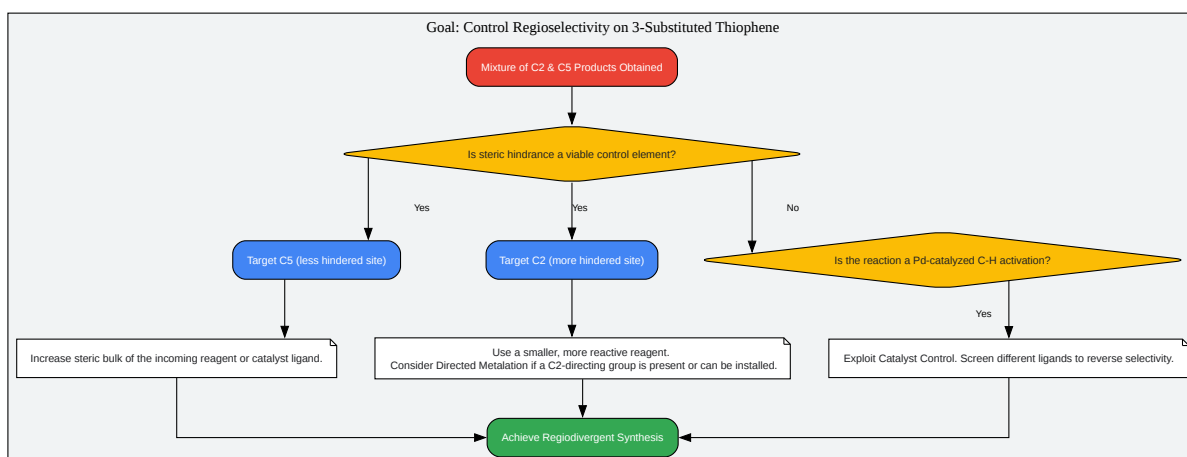 Goal: Control Regioselectivity on 3-Substituted Thiophene
Mixture of C2 & C5 Products Obtained
Is steric hindrance a viable control element?
Yes
Yes
No
Target C5 (less hindered site)
Target C2 (more hindered site)
Is the reaction a Pd-catalyzed C-H activation?
Yes
Increase steric bulk of the incoming reagent or catalyst ligand.
Use a smaller, more reactive reagent.
Consider Directed Metalation if a C2-directing group is present or can be installed.
Exploit Catalyst Control. Screen different ligands to reverse selectivity.
Achieve Regiodivergent Synthesis